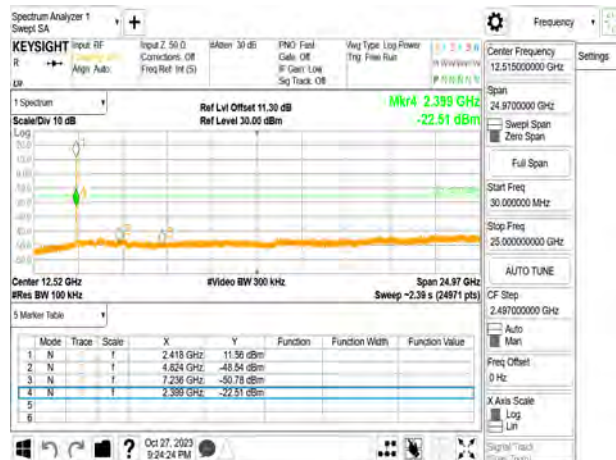 Spectrum Analyzer 1
Swept SA
Frequency
Settings
KEYSIGHT
Input: RF
Input Z: 50 Ω
#Atten: 30 dB
PNO: Fast
Avg Type: Log-Power
R
Corrections: Off
Gate: Off
Trig: Free Run
Align: Auto
Freq Ref: Int (S)
IF Gain: Low
Sig Track: Off
P N N N N N
1 Spectrum
Ref Lvl Offset 11.30 dB
Mkr4 2.399 GHz
Scale/Div 10 dB
Ref Level 30.00 dBm
-22.51 dBm
Log
Center 12.52 GHz
#Video BW 300 kHz
Span 24.97 GHz
#Res BW 100 kHz
Sweep ~2.39 s (24971 pts)
5 Marker Table
Mode Trace Scale X Y Function Function Width Function Value
1 N f 2.418 GHz 11.56 dBm
2 N f 4.824 GHz -48.54 dBm
3 N f 7.236 GHz -50.78 dBm
4 N f 2.399 GHz -22.51 dBm
5
6
Oct 27, 2023
9:24:24 PM
Center Frequency
12.515000000 GHz
Span
24.9700000 GHz
Swept Span
Zero Span
Full Span
Start Freq
30.000000 MHz
Stop Freq
25.000000000 GHz
AUTO TUNE
CF Step
2.497000000 GHz
Auto
Man
Freq Offset
0 Hz
X Axis Scale
Log
Lin
Signal Track